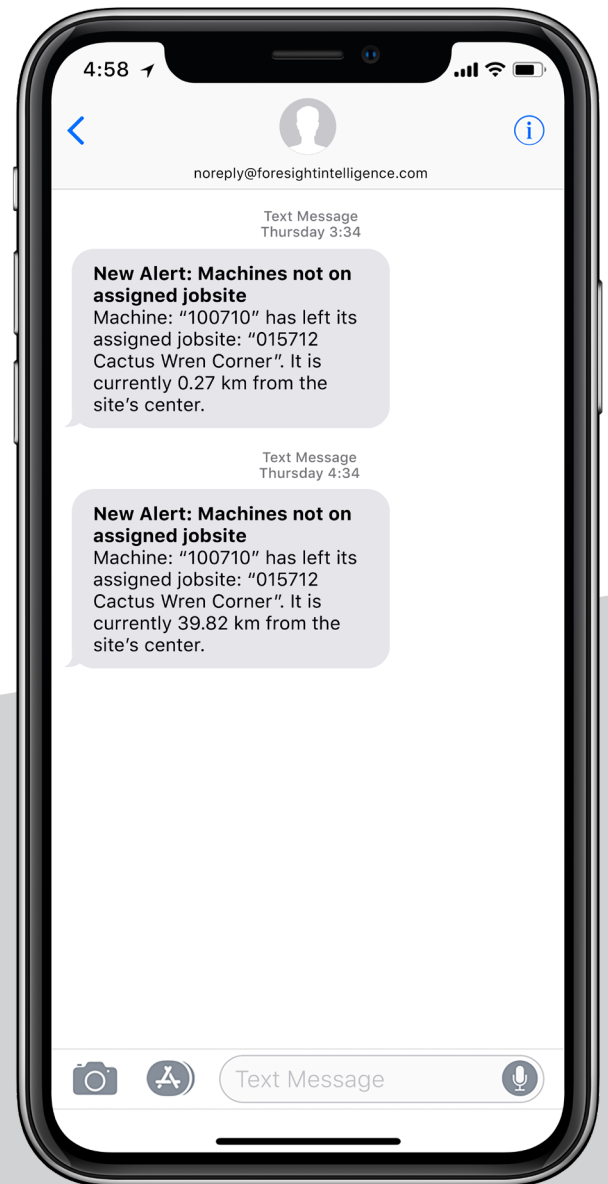 4:58
noreply@foresightintelligence.com
Text Message
Thursday 3:34
New Alert: Machines not on
assigned jobsite
Machine: “100710” has left its
assigned jobsite: “015712
Cactus Wren Corner”. It is
currently 0.27 km from the
site’s center.
Text Message
Thursday 4:34
New Alert: Machines not on
assigned jobsite
Machine: “100710” has left its
assigned jobsite: “015712
Cactus Wren Corner”. It is
currently 39.82 km from the
site’s center.
Text Message